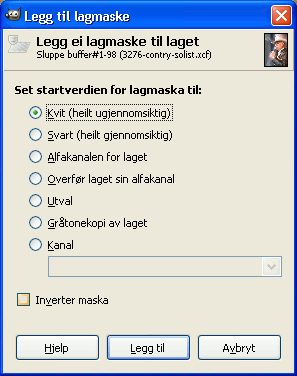 Legg til lagmaske
Legg ei lagmaske til laget
Sluppe buffer#1-98 (3276-contry-solist.xcf)
Set startverdien for lagmaska til:
Kvit (heilt ugjennomsiktig)
Svart (heilt gjennomsiktig)
Alfakanalen for laget
Overfør laget sin alfakanal
Utval
Gråtonekopi av laget
Kanal
Inverter maska
Hjelp
Legg til
Avbryt